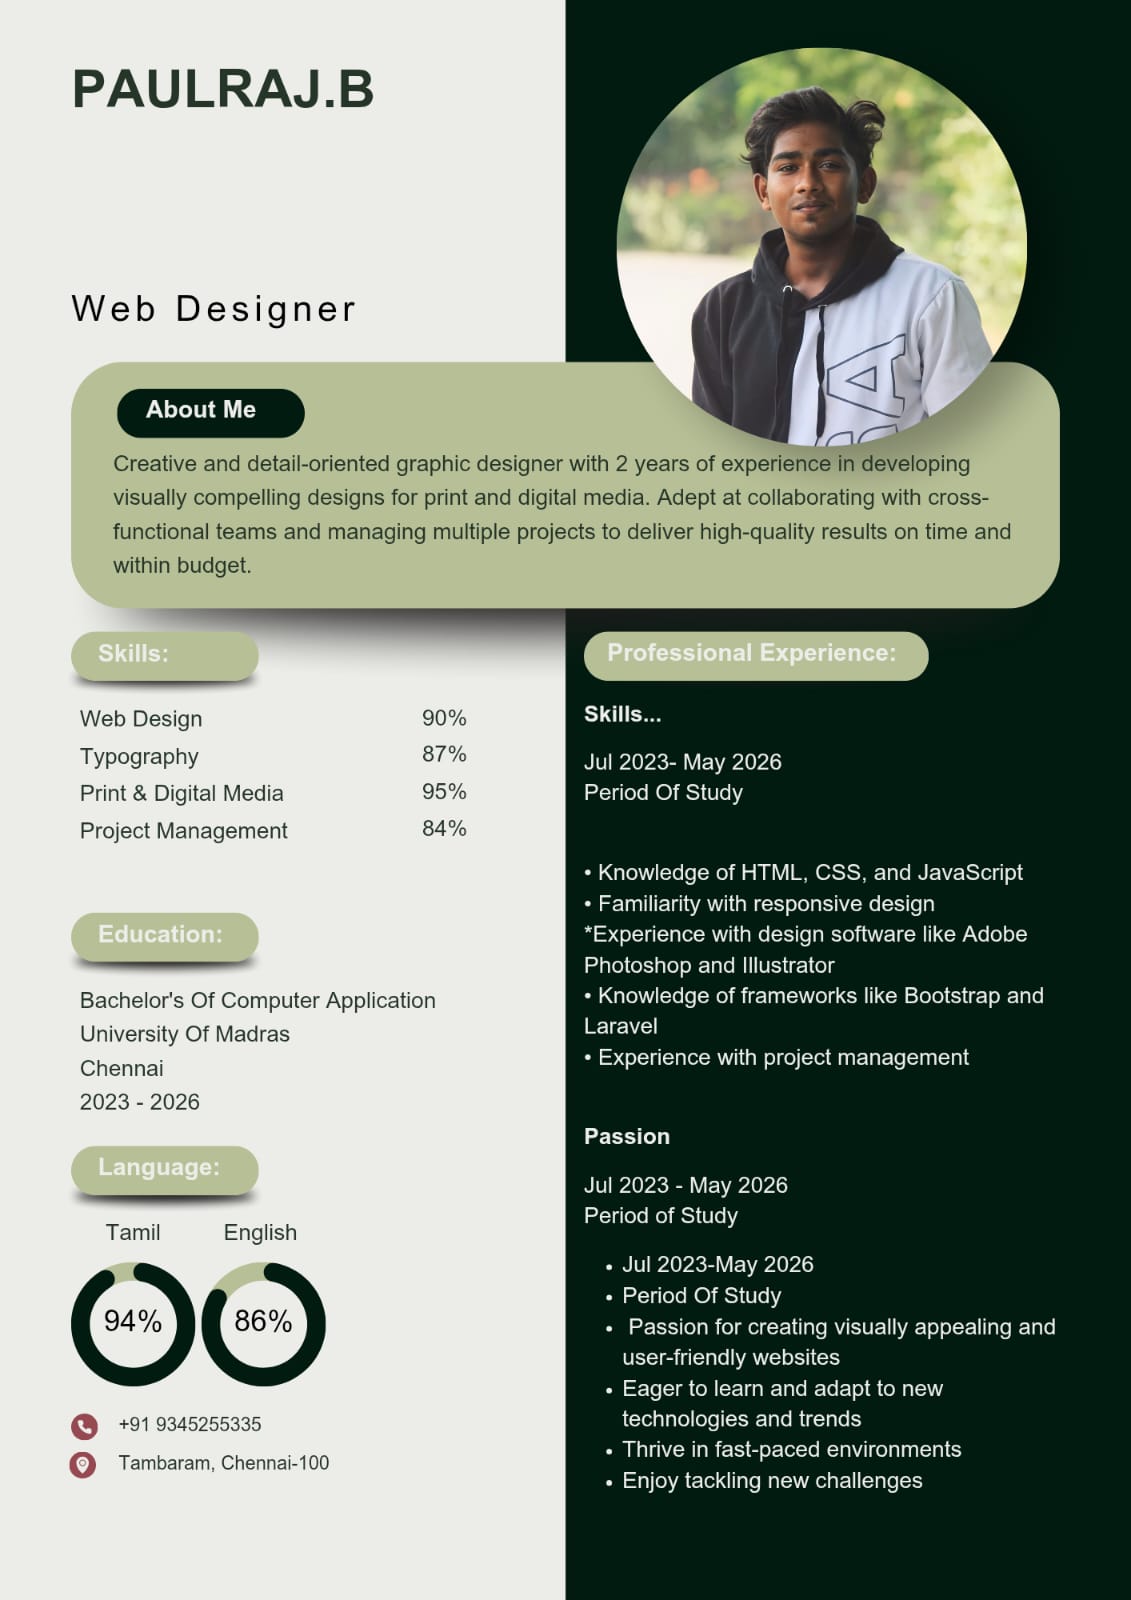 PAULRAJ.B
Web Designer
About Me
Creative and detail-oriented graphic designer with 2 years of experience in developing
visually compelling designs for print and digital media. Adept at collaborating with cross-
functional teams and managing multiple projects to deliver high-quality results on time and
within budget.
Skills:
Web Design 90%
Typography 87%
Print & Digital Media 95%
Project Management 84%
Education:
Bachelor's Of Computer Application
University Of Madras
Chennai
2023 - 2026
Language:
Tamil English
94% 86%
+91 9345255335
Tambaram, Chennai-100
Professional Experience:
Skills...
Jul 2023- May 2026
Period Of Study
• Knowledge of HTML, CSS, and JavaScript
• Familiarity with responsive design
*Experience with design software like Adobe
Photoshop and Illustrator
• Knowledge of frameworks like Bootstrap and
Laravel
• Experience with project management
Passion
Jul 2023 - May 2026
Period of Study
• Jul 2023-May 2026
• Period Of Study
• Passion for creating visually appealing and
user-friendly websites
• Eager to learn and adapt to new
technologies and trends
• Thrive in fast-paced environments
• Enjoy tackling new challenges